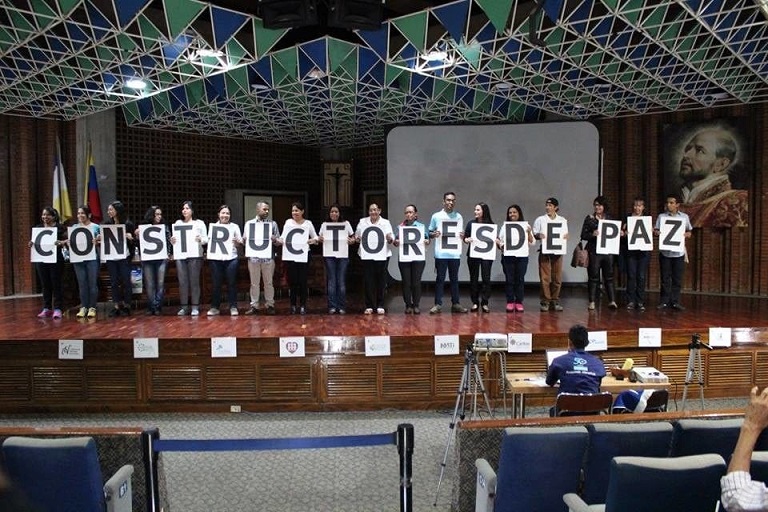 CONSTRUCTORES DE PAZ